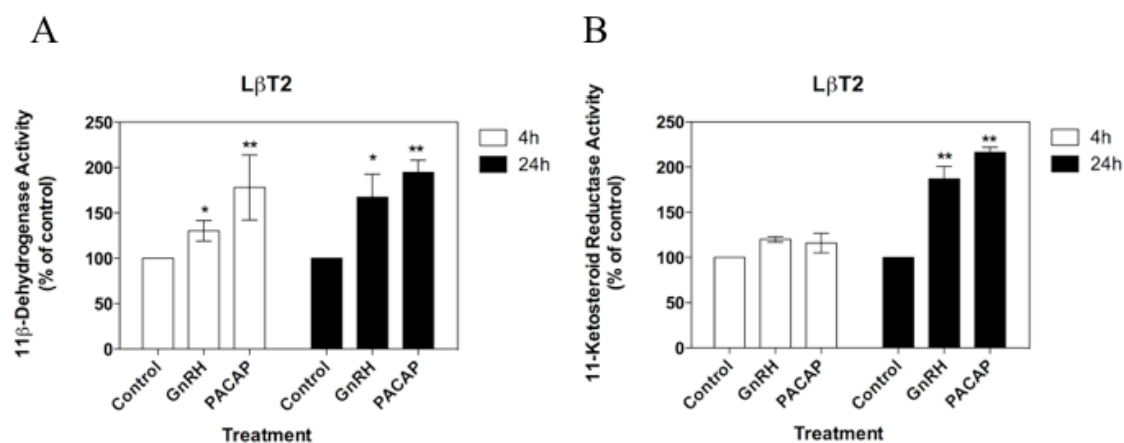 A
LβT2
11β-Dehydrogenase Activity
(% of control)
250
200
150
100
50
0
*
**
*
**
4h
24h
Control
GnRH
PACAP
Control
GnRH
PACAP
Treatment
B
LβT2
11-Ketosteroid Reductase Activity
(% of control)
250
200
150
100
50
0
**
**
4h
24h
Control
GnRH
PACAP
Control
GnRH
PACAP
Treatment